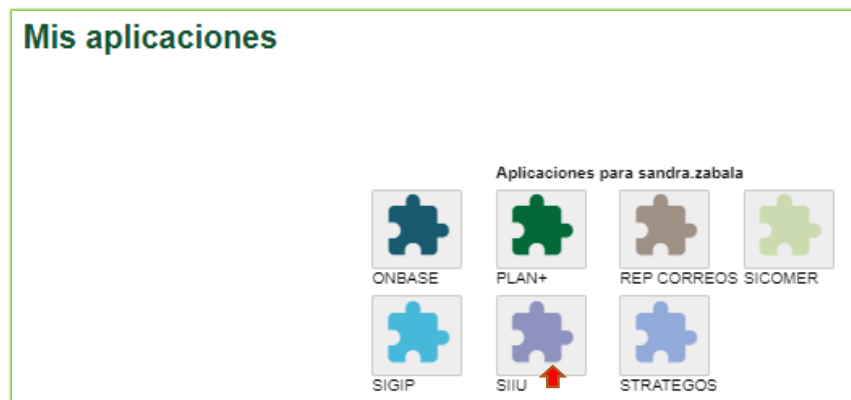 Mis aplicaciones
Aplicaciones para sandra.zabala
ONBASE PLAN+ REP CORREOS SICOMER
SIGIP SIIU STRATEGOS